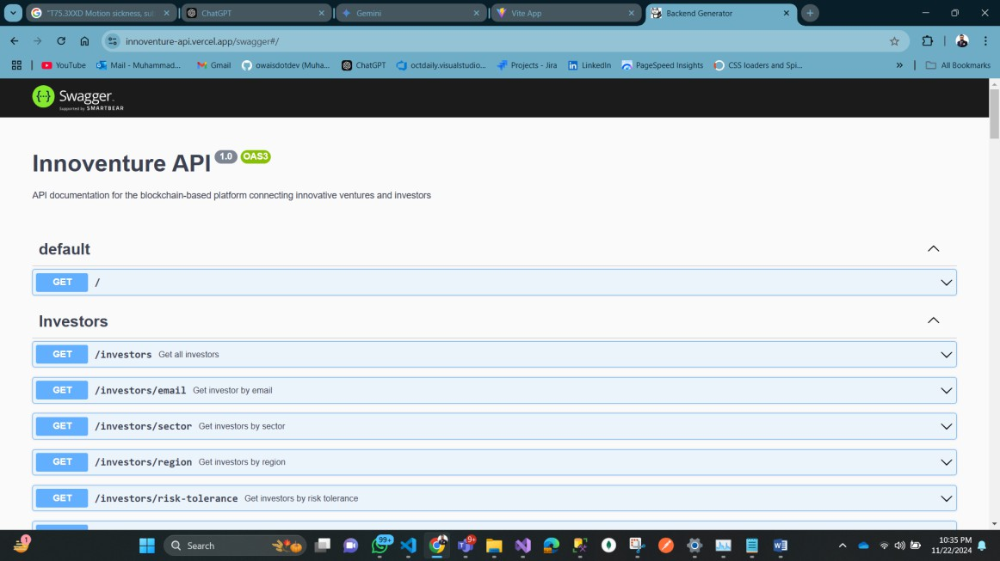 "T75.3XXD Motion sickness, su
ChatGPT
Gemini
Vite App
Backend Generator
innoventure-api.vercel.app/swagger#/
YouTube
Mail - Muhammad...
Gmail
owaisdotdev (Muha...
ChatGPT
octdaily.visualstudio...
Projects - Jira
LinkedIn
PageSpeed Insights
CSS loaders and Spi...
All Bookmarks
Swagger.
Supported by SMARTBEAR
Innoventure API 1.0 OAS3
API documentation for the blockchain-based platform connecting innovative ventures and investors
default
GET /
Investors
GET /investors Get all investors
GET /investors/email Get investor by email
GET /investors/sector Get investors by sector
GET /investors/region Get investors by region
GET /investors/risk-tolerance Get investors by risk tolerance
1
Search
99+
9+
10:35 PM
11/22/2024